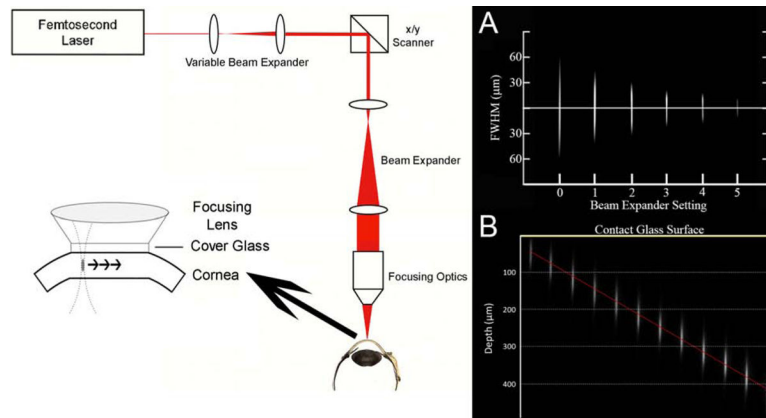 Femtosecond
Laser
Variable Beam Expander
x/y
Scanner
Beam Expander
Focusing
Lens
Cover Glass
Cornea
Focusing Optics
A
60
30
30
60
FWHM (µm)
0 1 2 3 4 5
Beam Expander Setting
B
Contact Glass Surface
100
200
300
400
Depth(µm)